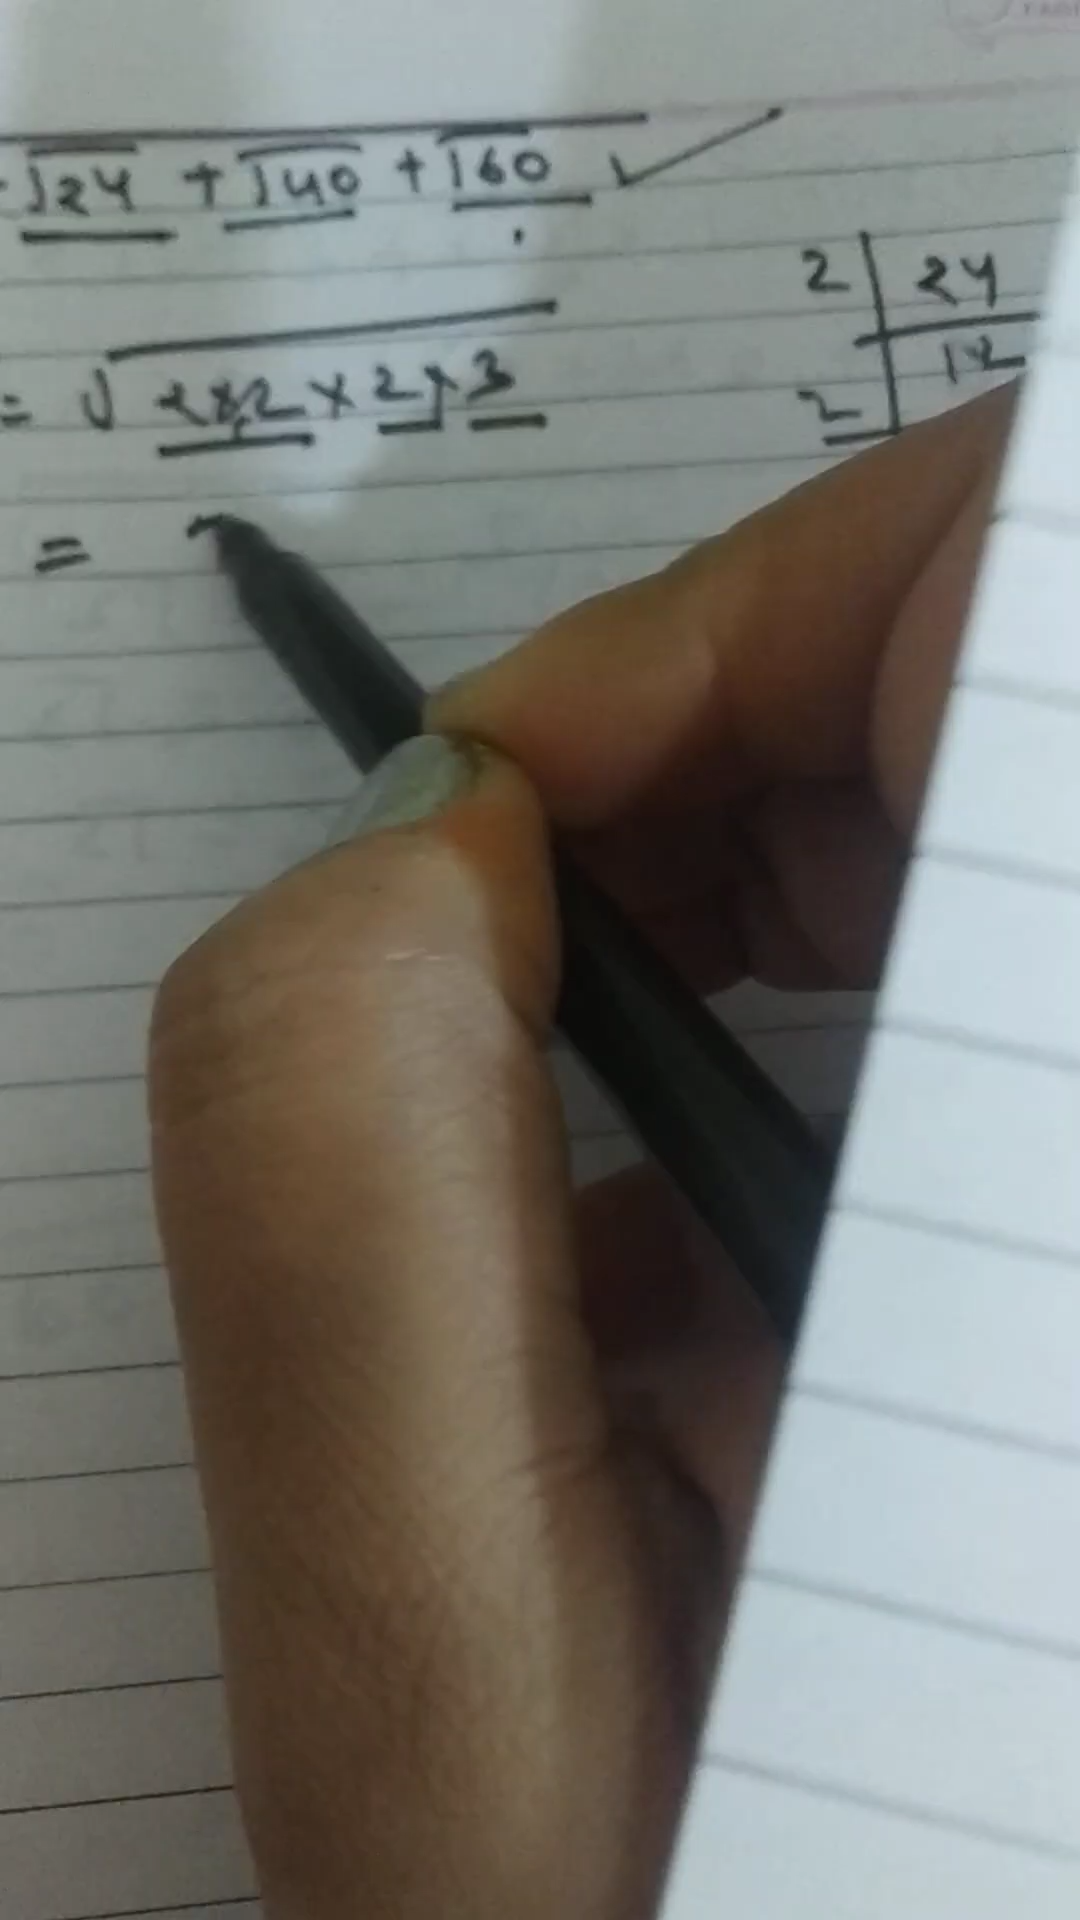 √24 + √40 + √60 ✓
= √2×2×2×3
=
2 | 24
2 | 12